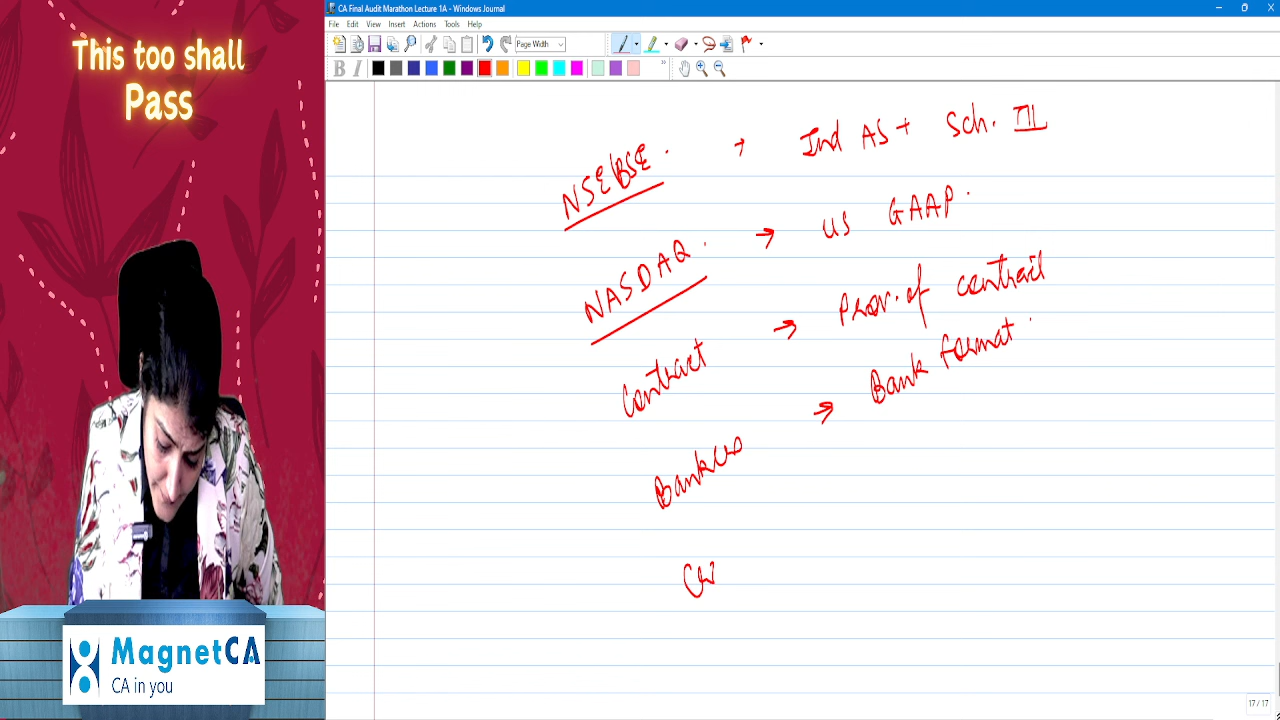 This too shall
Pass
CA Final Audit Marathon Lecture 1A - Windows Journal
File Edit View Insert Actions Tools Help
Page Width
B I
NSE/BSE. → Ind AS + Sch. III
NASDAQ. → US GAAP.
Contract → Prov. of contract
Bankers → Bank format.
MagnetCA
CA in you
17 / 17